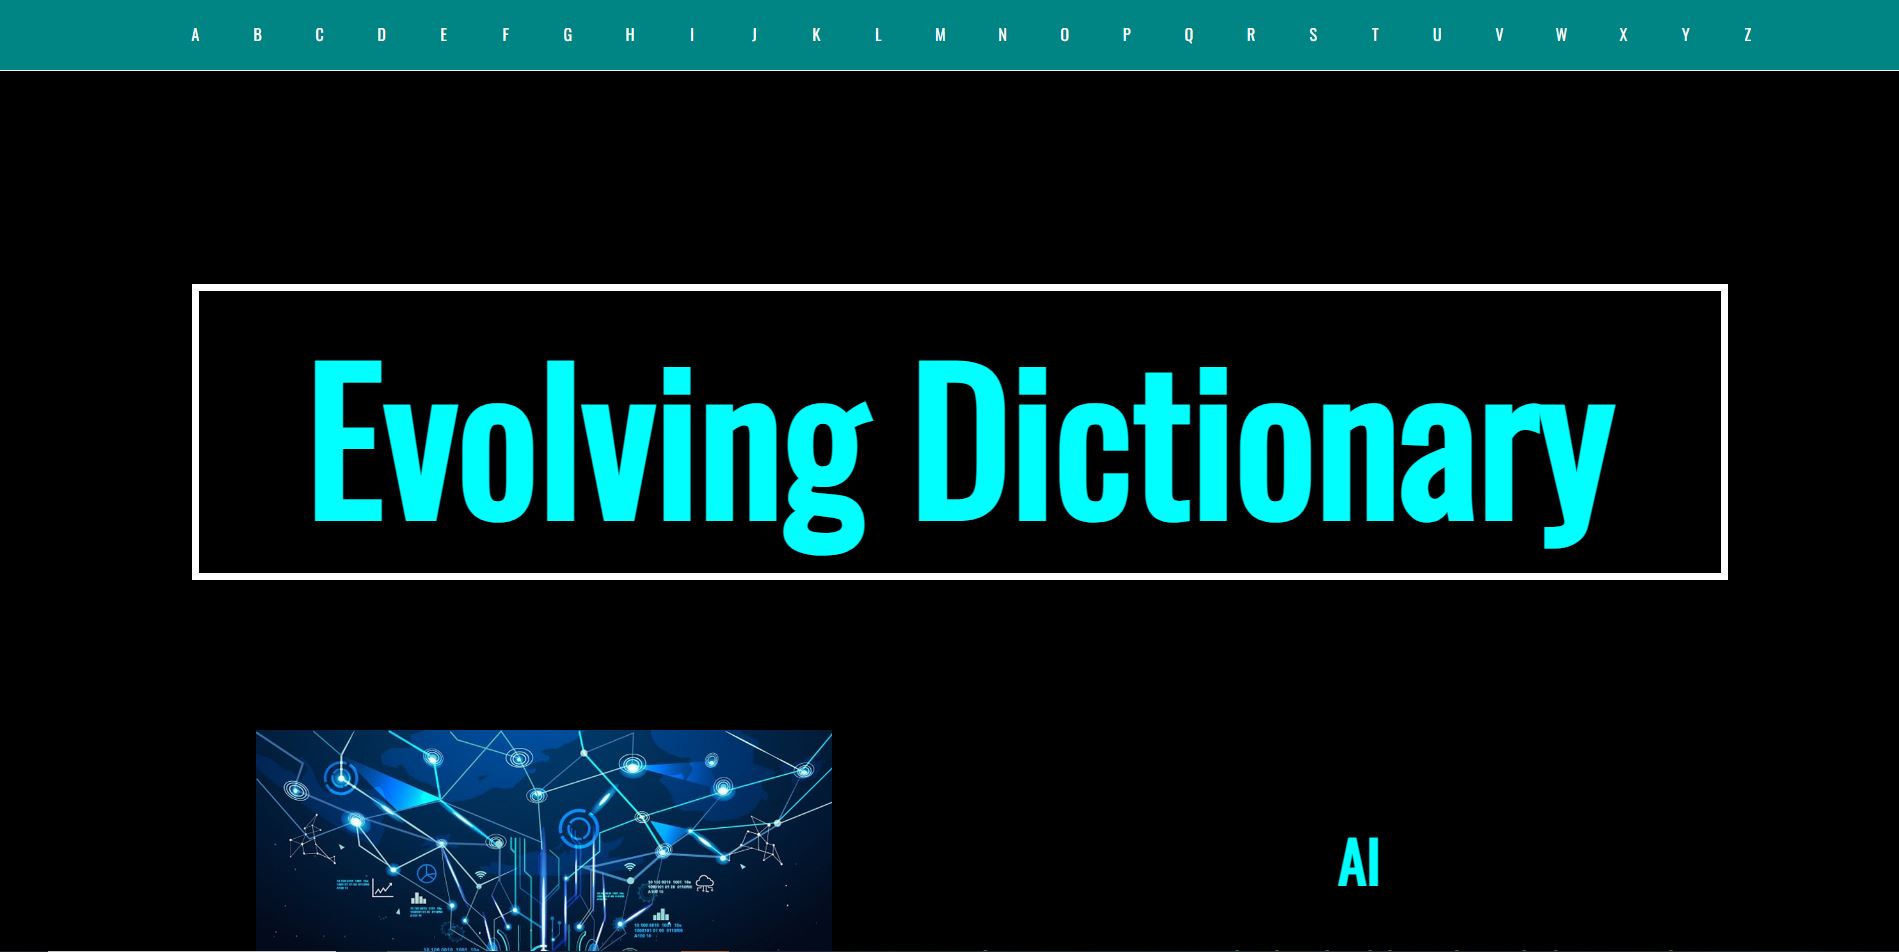 A B C D E F G H I J K L M N O P Q R S T U V W X Y Z
Evolving Dictionary
AI